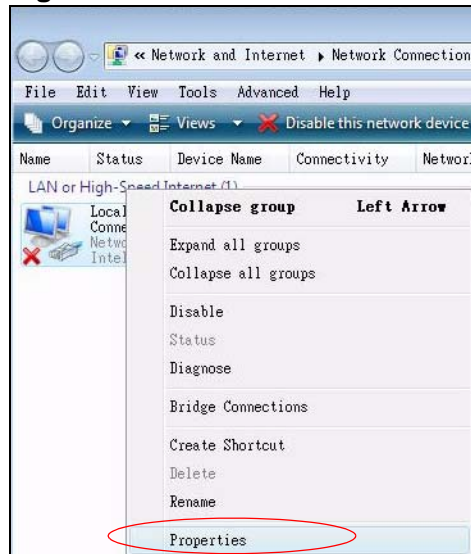 « Network and Internet ▸ Network Connection
File Edit View Tools Advanced Help
Organize Views Disable this network device
Name Status Device Name Connectivity Networ
LAN or High-Speed Internet (1)
Local
Conne
Netwo
Intel
Collapse group Left Arrow
Expand all groups
Collapse all groups
Disable
Status
Diagnose
Bridge Connections
Create Shortcut
Delete
Rename
Properties